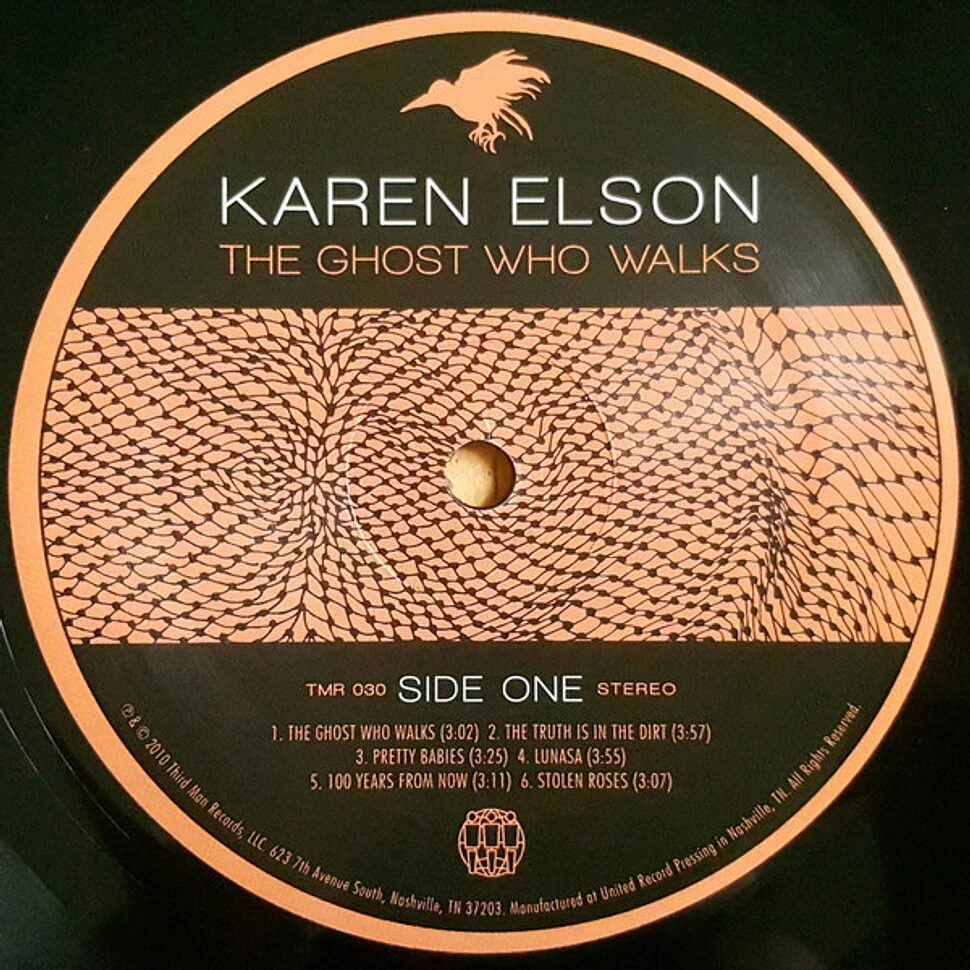 KAREN ELSON
THE GHOST WHO WALKS
TMR 030 SIDE ONE STEREO
1. THE GHOST WHO WALKS (3:02) 2. THE TRUTH IS IN THE DIRT (3:57)
3. PRETTY BABIES (3:25) 4. LUNASA (3:55)
5. 100 YEARS FROM NOW (3:11) 6. STOLEN ROSES (3:07)
℗ & © 2010 Third Man Records, LLC. 623 7th Avenue South, Nashville, TN 37203. Manufactured at United Record Pressing in Nashville, TN. All Rights Reserved.